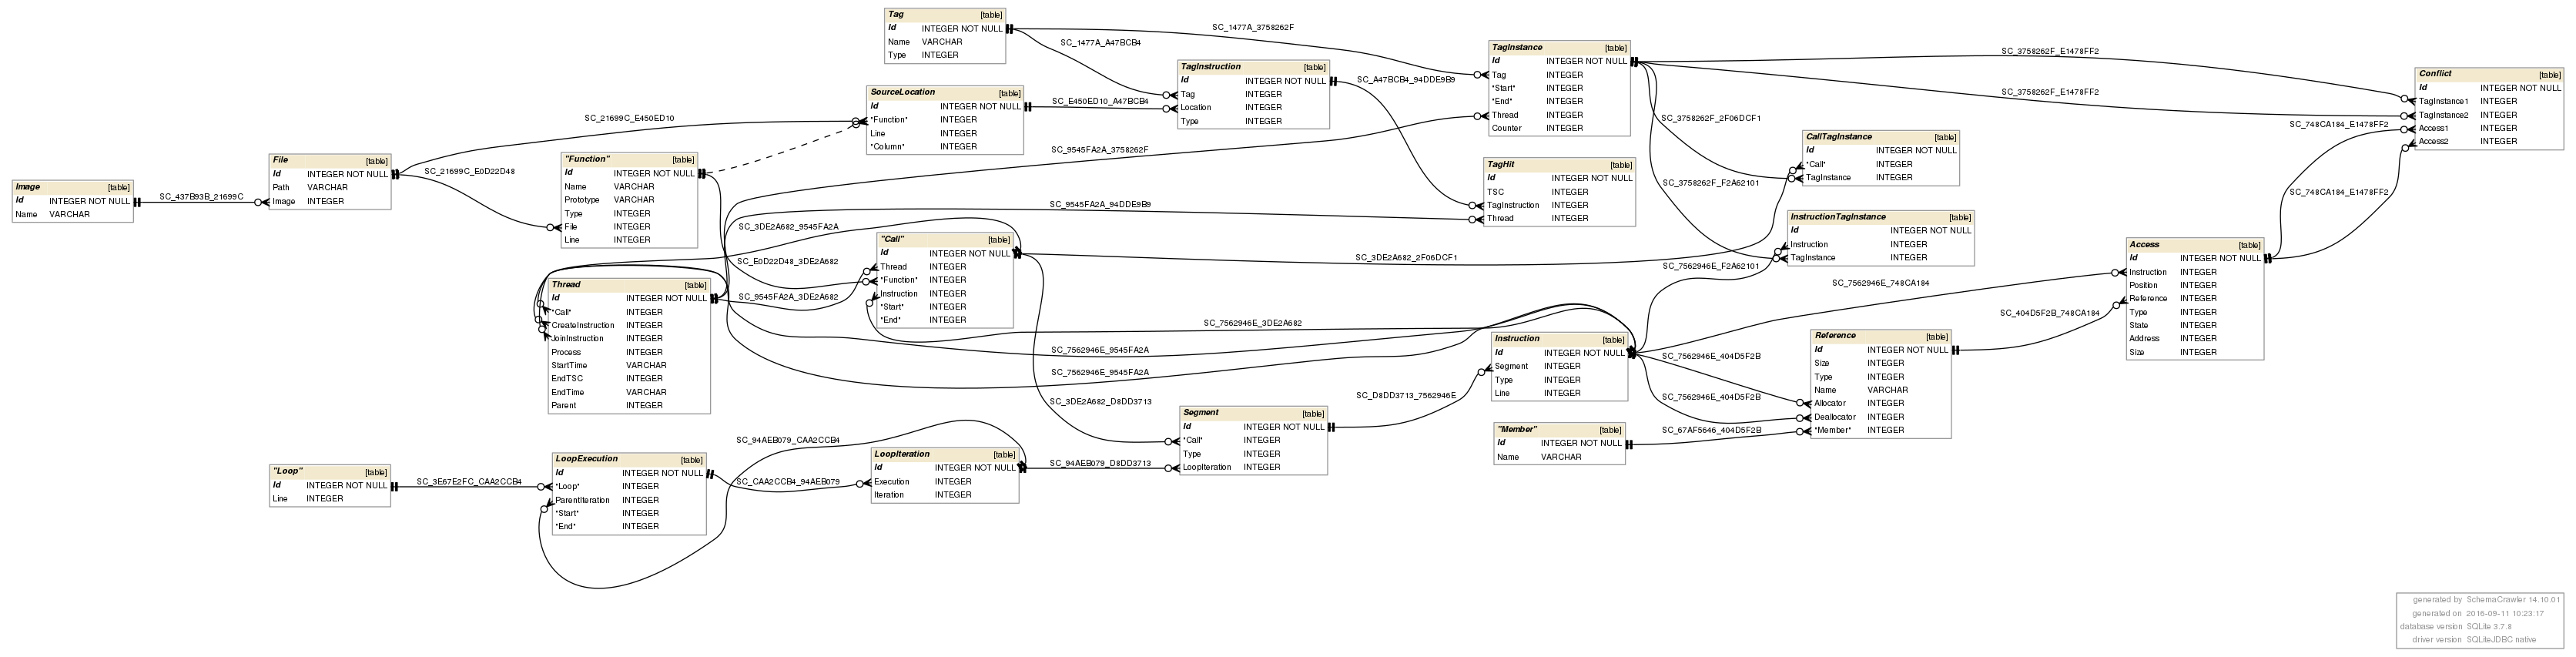 Image [table]
Id INTEGER NOT NULL
Name VARCHAR
SC_437B93B_21699C
File [table]
Id INTEGER NOT NULL
Path VARCHAR
Image INTEGER
SC_21699C_E450ED10
SC_21699C_E0D22D48
"Function" [table]
Id INTEGER NOT NULL
Name VARCHAR
Prototype VARCHAR
Type INTEGER
File INTEGER
Line INTEGER
Thread [table]
Id INTEGER NOT NULL
"Call" INTEGER
CreateInstruction INTEGER
JoinInstruction INTEGER
Process INTEGER
StartTime VARCHAR
EndTSC INTEGER
EndTime VARCHAR
Parent INTEGER
"Loop" [table]
Id INTEGER NOT NULL
Line INTEGER
SC_3E67E2FC_CAA2CCB4
LoopExecution [table]
Id INTEGER NOT NULL
"Loop" INTEGER
ParentIteration INTEGER
"Start" INTEGER
"End" INTEGER
Tag [table]
Id INTEGER NOT NULL
Name VARCHAR
Type INTEGER
SourceLocation [table]
Id INTEGER NOT NULL
"Function" INTEGER
Line INTEGER
"Column" INTEGER
SC_3DE2A682_9545FA2A
SC_E0D22D48_3DE2A682
SC_9545FA2A_3DE2A682
"Call" [table]
Id INTEGER NOT NULL
Thread INTEGER
"Function" INTEGER
Instruction INTEGER
"Start" INTEGER
"End" INTEGER
SC_94AEB079_CAA2CCB4
SC_CAA2CCB4_94AEB079
LoopIteration [table]
Id INTEGER NOT NULL
Execution INTEGER
Iteration INTEGER
SC_1477A_3758262F
SC_1477A_A47BCB4
SC_E450ED10_A47BCB4
SC_9545FA2A_3758262F
SC_9545FA2A_94DDE9B9
SC_3DE2A682_2F06DCF1
SC_7562946E_3DE2A682
SC_7562946E_9545FA2A
SC_7562946E_9545FA2A
SC_3DE2A682_D8DD3713
SC_94AEB079_D8DD3713
TagInstruction [table]
Id INTEGER NOT NULL
Tag INTEGER
Location INTEGER
Type INTEGER
Segment [table]
Id INTEGER NOT NULL
"Call" INTEGER
Type INTEGER
LoopIteration INTEGER
SC_A47BCB4_94DDE9B9
SC_D8DD3713_7562946E
TagInstance [table]
Id INTEGER NOT NULL
Tag INTEGER
"Start" INTEGER
"End" INTEGER
Thread INTEGER
Counter INTEGER
TagHit [table]
Id INTEGER NOT NULL
TSC INTEGER
TagInstruction INTEGER
Thread INTEGER
Instruction [table]
Id INTEGER NOT NULL
Segment INTEGER
Type INTEGER
Line INTEGER
"Member" [table]
Id INTEGER NOT NULL
Name VARCHAR
SC_3758262F_2F06DCF1
SC_3758262F_F2A62101
SC_7562946E_F2A62101
SC_7562946E_404D5F2B
SC_7562946E_404D5F2B
SC_67AF5646_404D5F2B
CallTagInstance [table]
Id INTEGER NOT NULL
"Call" INTEGER
TagInstance INTEGER
InstructionTagInstance [table]
Id INTEGER NOT NULL
Instruction INTEGER
TagInstance INTEGER
SC_7562946E_748CA184
Reference [table]
Id INTEGER NOT NULL
Size INTEGER
Type INTEGER
Name VARCHAR
Allocator INTEGER
Deallocator INTEGER
"Member" INTEGER
SC_3758262F_E1478FF2
SC_3758262F_E1478FF2
SC_404D5F2B_748CA184
Access [table]
Id INTEGER NOT NULL
Instruction INTEGER
Position INTEGER
Reference INTEGER
Type INTEGER
State INTEGER
Address INTEGER
Size INTEGER
SC_748CA184_E1478FF2
SC_748CA184_E1478FF2
Conflict [table]
Id INTEGER NOT NULL
TagInstance1 INTEGER
TagInstance2 INTEGER
Access1 INTEGER
Access2 INTEGER
generated by SchemaCrawler 14.10.01
generated on 2016-09-11 10:23:17
database version SQLite 3.7.8
driver version SQLiteJDBC native